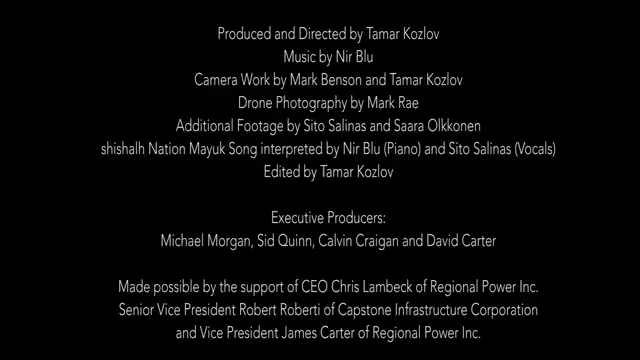 Produced and Directed by Tamar Kozlov
Music by Nir Blu
Camera Work by Mark Benson and Tamar Kozlov
Drone Photography by Mark Rae
Additional Footage by Sito Salinas and Saara Olkkonen
shishalh Nation Mayuk Song interpreted by Nir Blu (Piano) and Sito Salinas (Vocals)
Edited by Tamar Kozlov
Executive Producers:
Michael Morgan, Sid Quinn, Calvin Craigan and David Carter
Made possible by the support of CEO Chris Lambeck of Regional Power Inc.
Senior Vice President Robert Roberti of Capstone Infrastructure Corporation
and Vice President James Carter of Regional Power Inc.